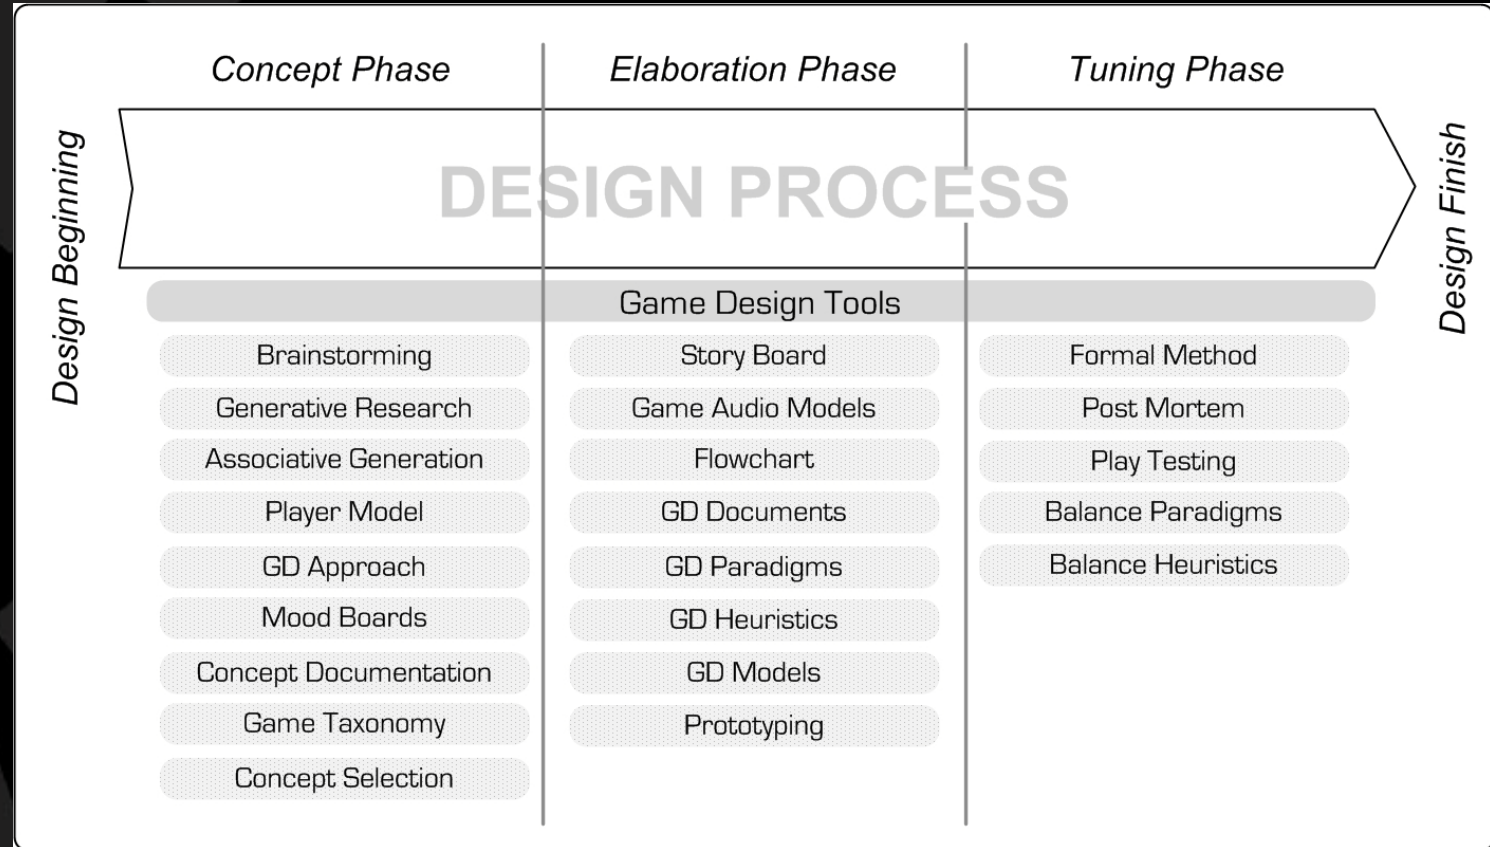 Concept Phase
Elaboration Phase
Tuning Phase
Design Beginning
DESIGN PROCESS
Design Finish
Game Design Tools
Brainstorming
Generative Research
Associative Generation
Player Model
GD Approach
Mood Boards
Concept Documentation
Game Taxonomy
Concept Selection
Story Board
Game Audio Models
Flowchart
GD Documents
GD Paradigms
GD Heuristics
GD Models
Prototyping
Formal Method
Post Mortem
Play Testing
Balance Paradigms
Balance Heuristics